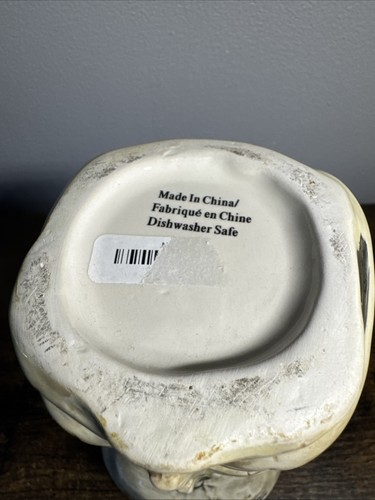 Made In China/
Fabriqué en Chine
Dishwasher Safe